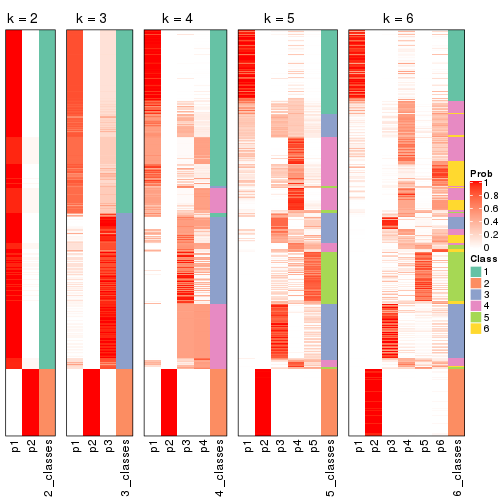 k = 2
k = 3
k = 4
k = 5
k = 6
Prob
1
0.8
0.6
0.4
0.2
0
Class
1
2
3
4
5
6
p1
p2
2_classes
p1
p2
p3
3_classes
p1
p2
p3
p4
4_classes
p1
p2
p3
p4
p5
5_classes
p1
p2
p3
p4
p5
p6
6_classes